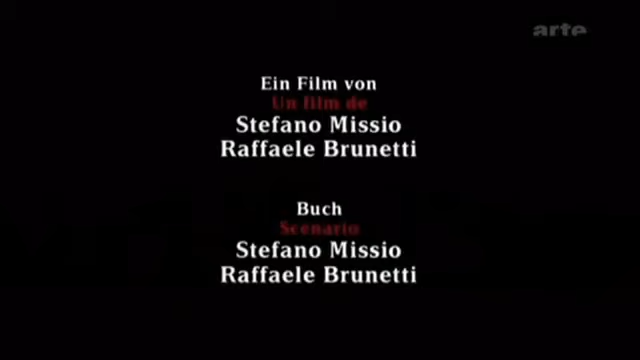 arte
Ein Film von
Un film de
Stefano Missio
Raffaele Brunetti
Buch
Scenario
Stefano Missio
Raffaele Brunetti